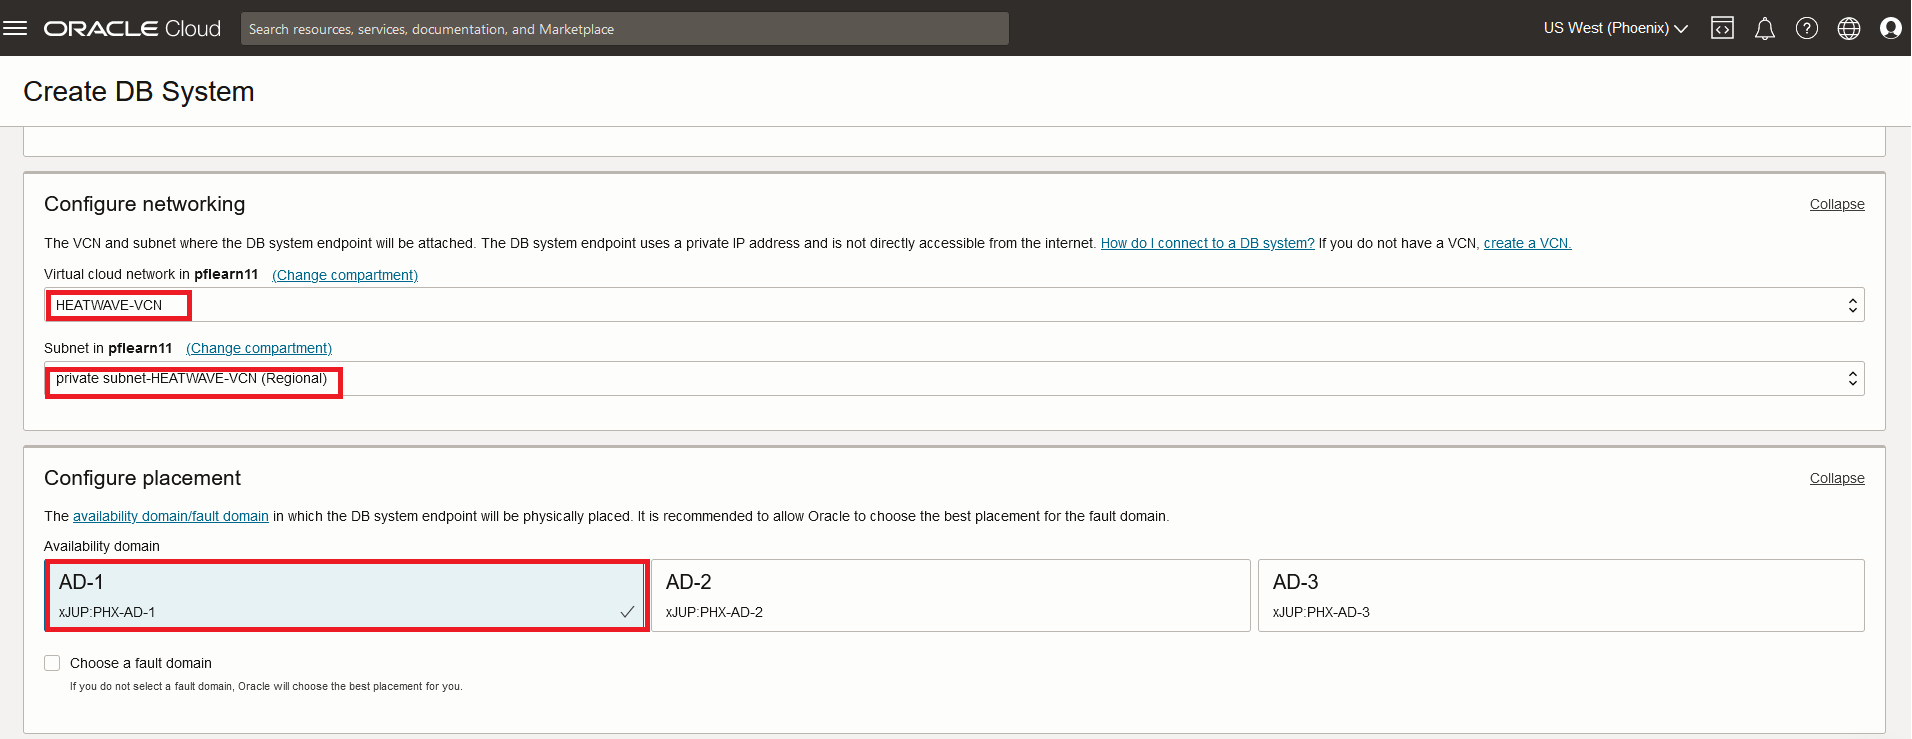 ORACLE Cloud
Search resources, services, documentation, and Marketplace
US West (Phoenix)
Create DB System
Configure networking
Collapse
The VCN and subnet where the DB system endpoint will be attached. The DB system endpoint uses a private IP address and is not directly accessible from the internet. How do I connect to a DB system? If you do not have a VCN, create a VCN.
Virtual cloud network in pflearn11 (Change compartment)
HEATWAVE-VCN
Subnet in pflearn11 (Change compartment)
private subnet-HEATWAVE-VCN (Regional)
Configure placement
Collapse
The availability domain/fault domain in which the DB system endpoint will be physically placed. It is recommended to allow Oracle to choose the best placement for the fault domain.
Availability domain
AD-1
xJUP:PHX-AD-1
AD-2
xJUP:PHX-AD-2
AD-3
xJUP:PHX-AD-3
Choose a fault domain
If you do not select a fault domain, Oracle will choose the best placement for you.